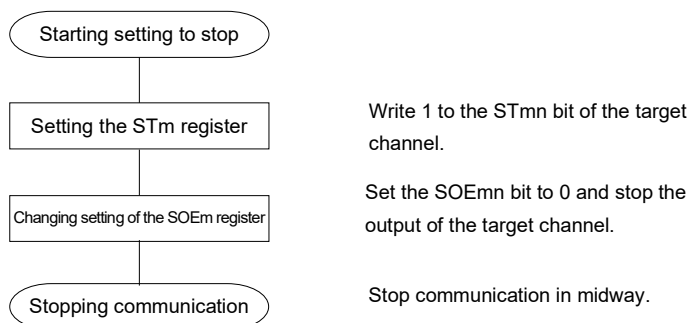 Starting setting to stop
Setting the STm register
Write 1 to the STmn bit of the target
channel.
Changing setting of the SOEm register
Set the SOEmn bit to 0 and stop the
output of the target channel.
Stopping communication
Stop communication in midway.